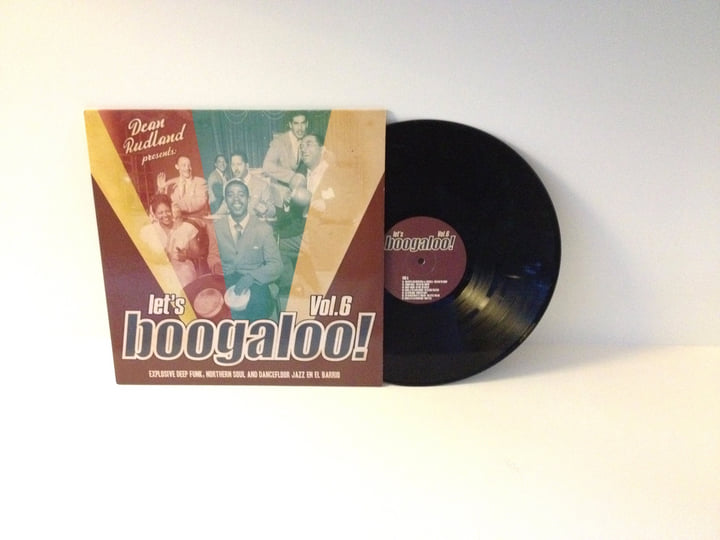 Dean
Rudland
presents:
let's
Vol.6
boogaloo!
EXPLOSIVE DEEP FUNK, NORTHERN SOUL AND DANCEFLOOR JAZZ EN EL BARRIO
let's Vol.6
boogaloo!